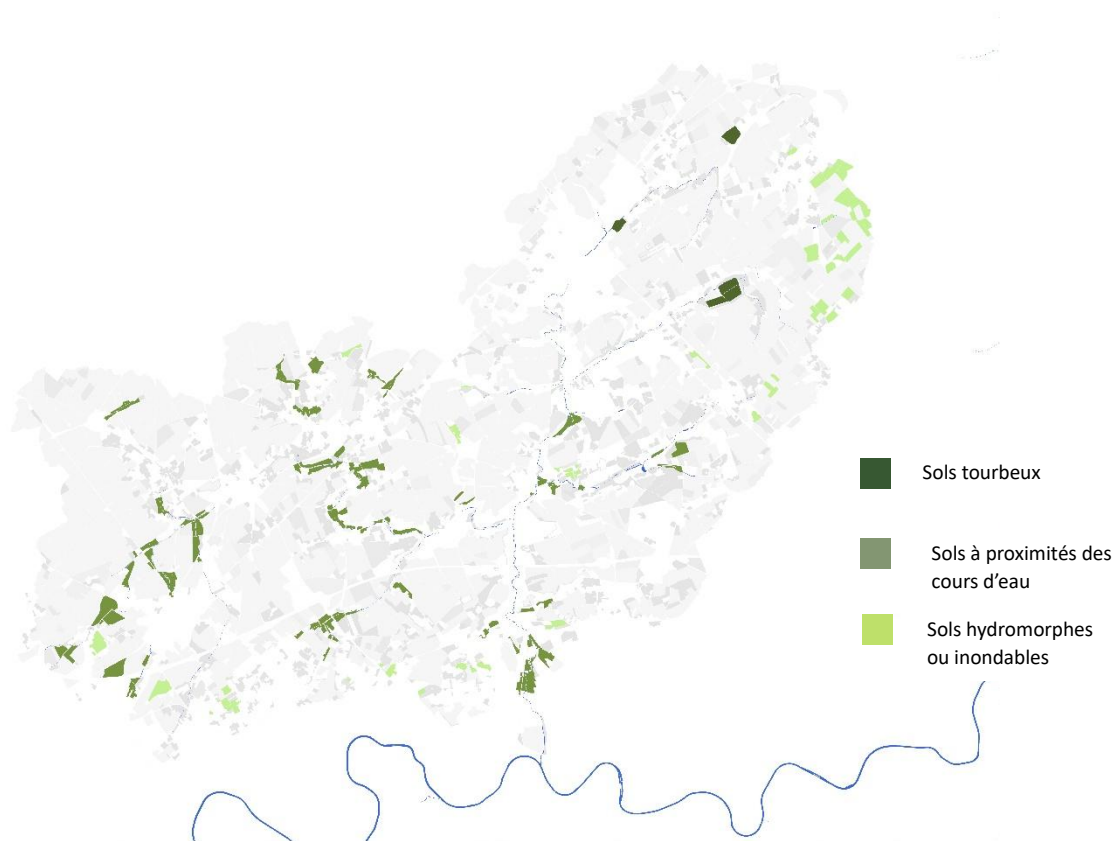 Sols tourbeux
Sols à proximités des
cours d'eau
Sols hydromorphes
ou inondables